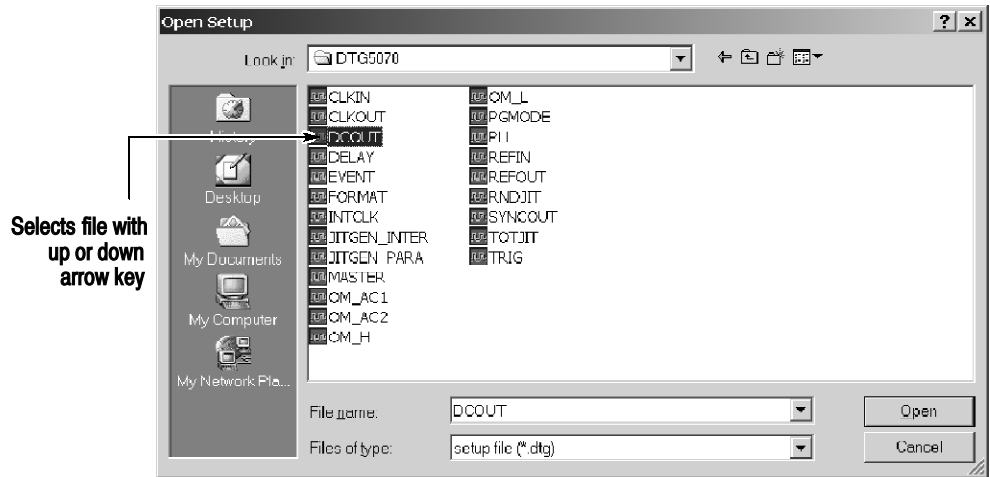 Open Setup
Look in:
DTG5070
History
Desktop
My Documents
My Computer
My Network Pla...
CLKIN
CLKOUT
DCOUT
DELAY
EVENT
FORMAT
INTCLK
JITGEN_INTER
JITGEN_PARA
MASTER
OM_AC1
OM_AC2
OM_H
OM_L
PGMODE
PLL
REFIN
REFOUT
RNDJIT
SYNCOUT
TOTJIT
TRIG
Selects file with
up or down
arrow key
File name:
DCOUT
Open
Files of type:
setup file (*.dtg)
Cancel